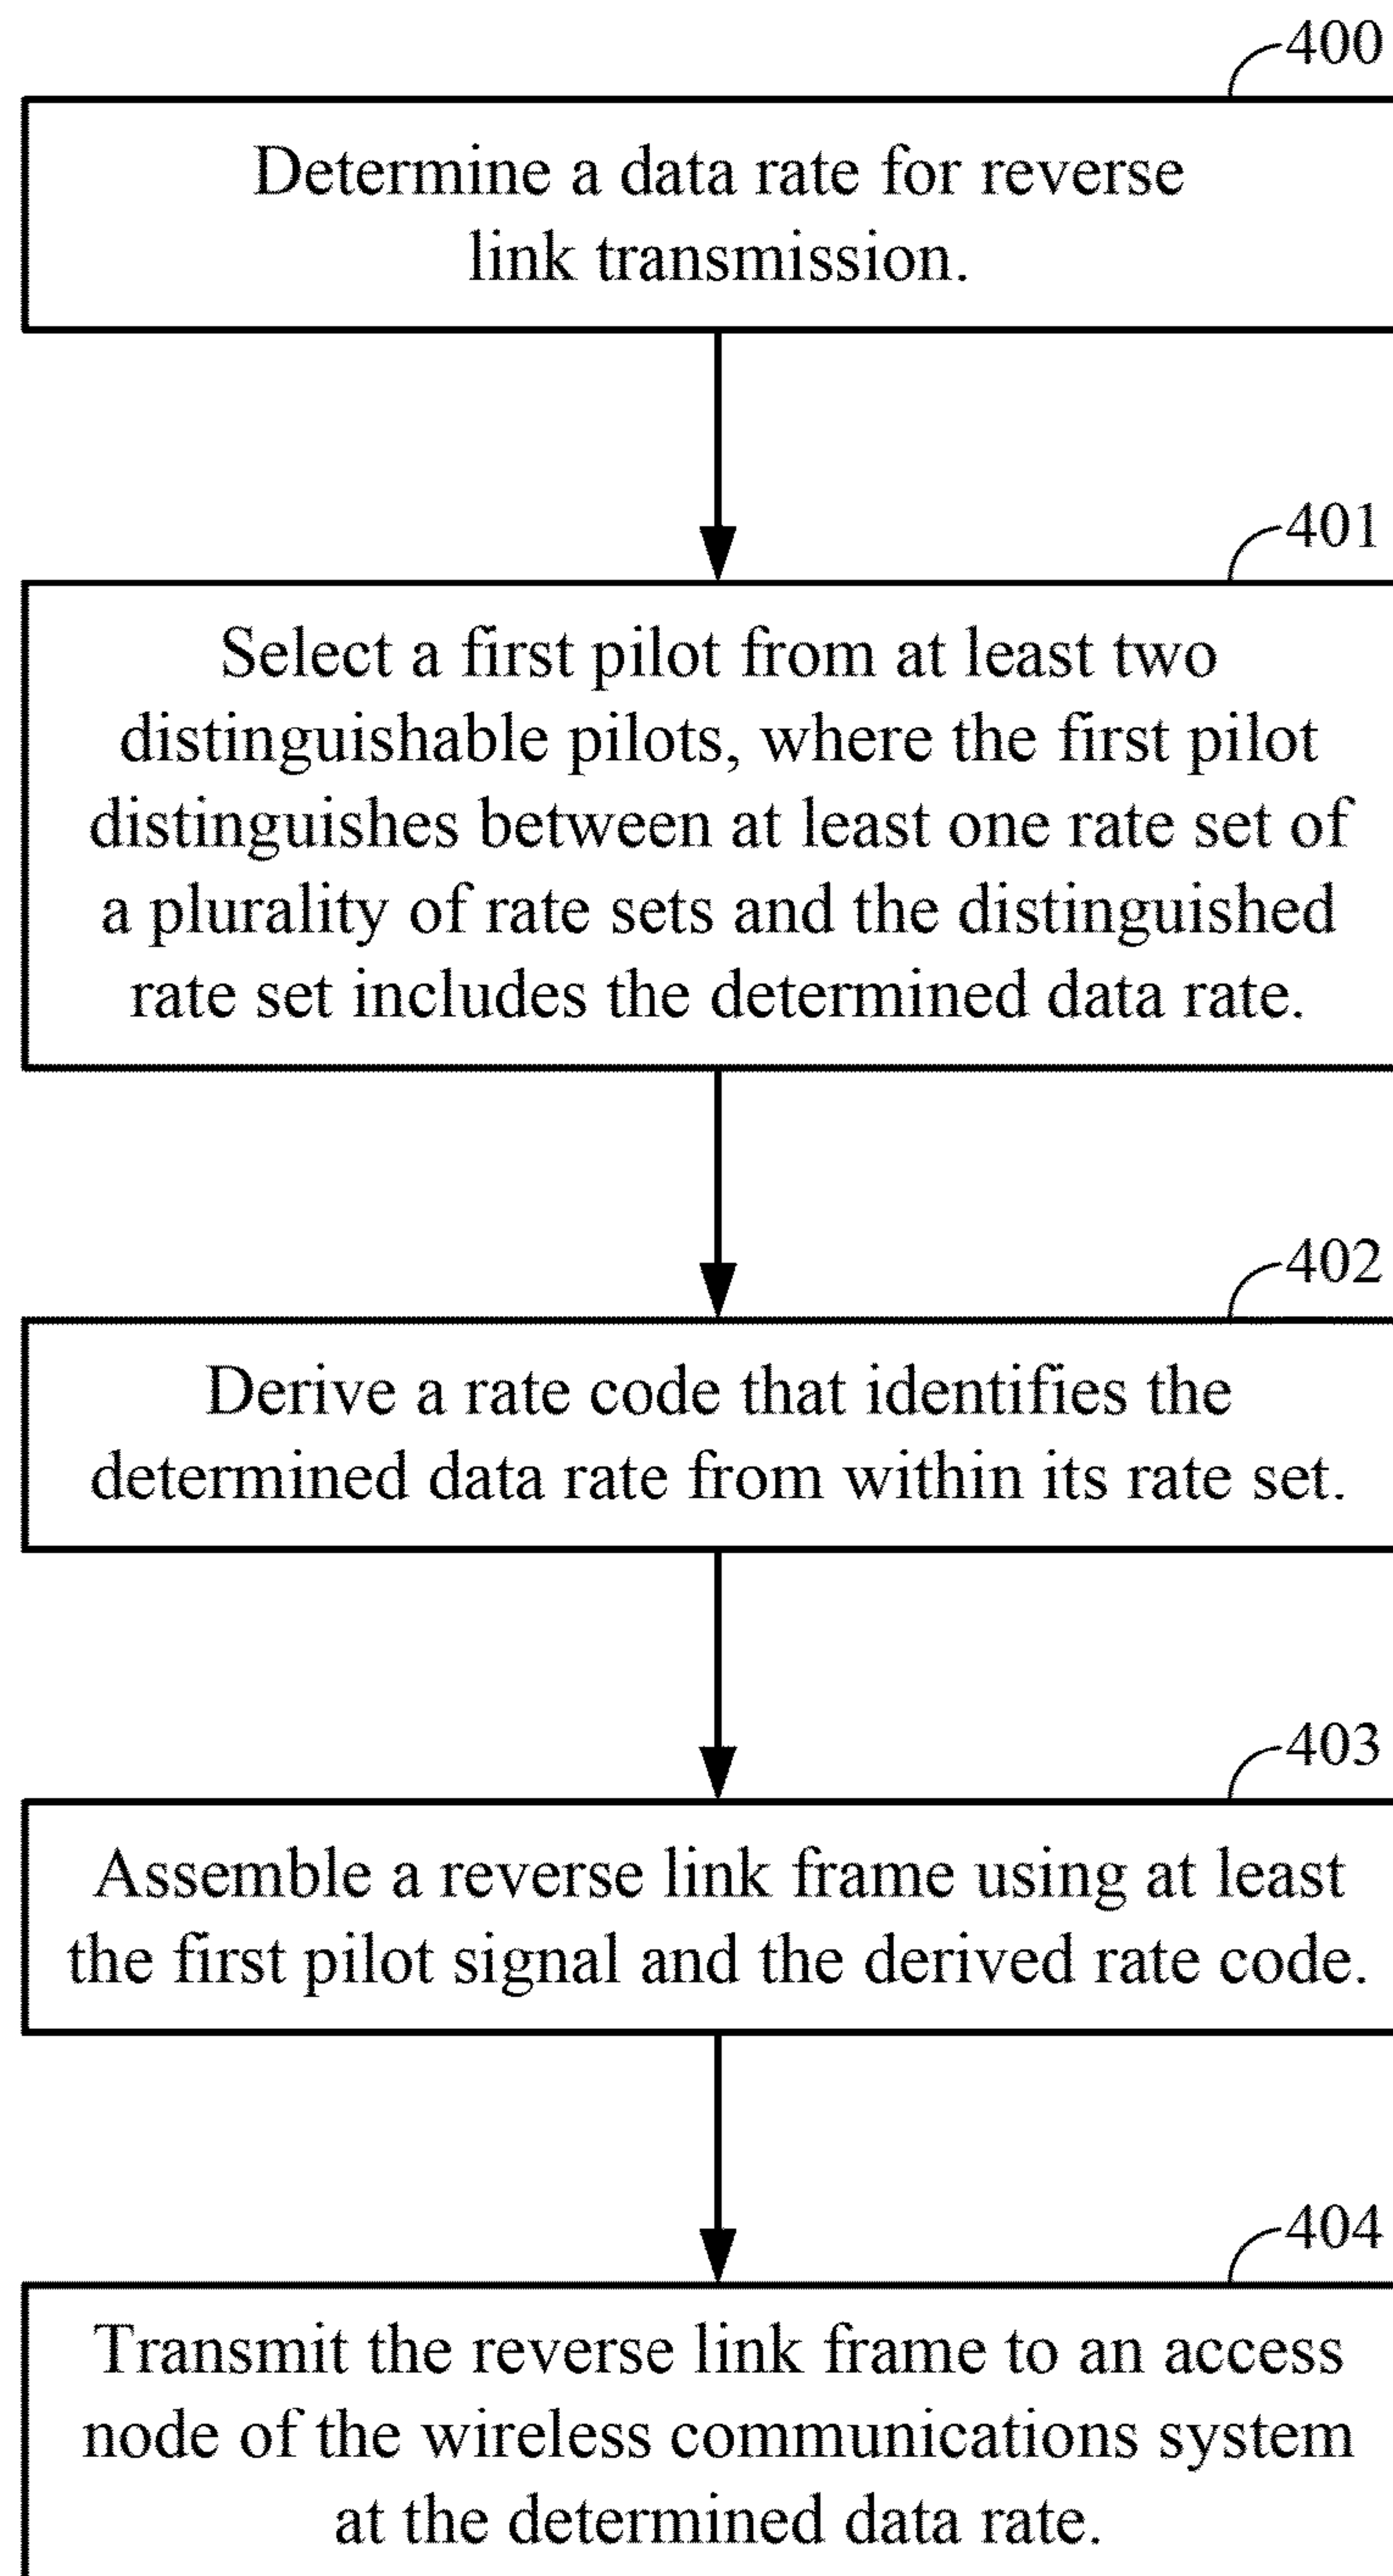 400
Determine a data rate for reverse
link transmission.
401
Select a first pilot from at least two
distinguishable pilots, where the first pilot
distinguishes between at least one rate set of
a plurality of rate sets and the distinguished
rate set includes the determined data rate.
402
Derive a rate code that identifies the
determined data rate from within its rate set.
403
Assemble a reverse link frame using at least
the first pilot signal and the derived rate code.
404
Transmit the reverse link frame to an access
node of the wireless communications system
at the determined data rate.